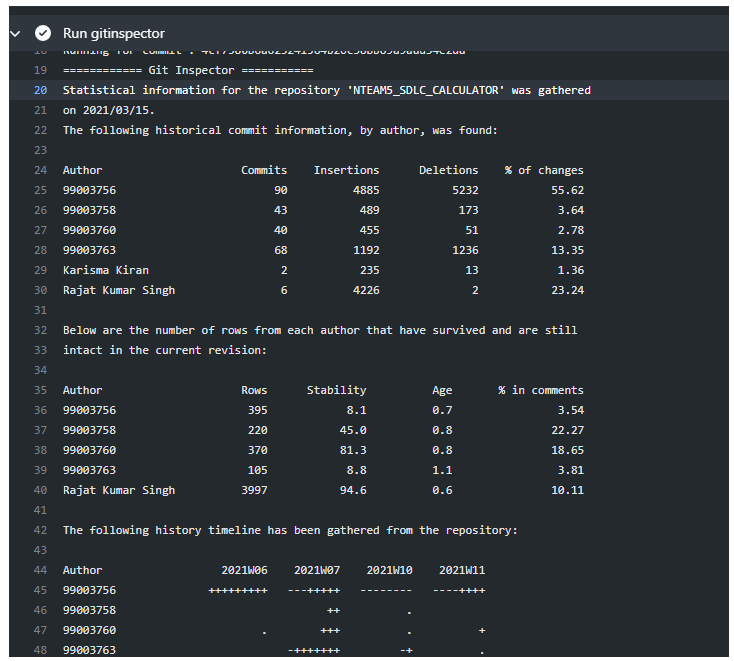 Run gitinspector
19 ============ Git Inspector ===========
20 Statistical information for the repository 'NTEAM5_SDLC_CALCULATOR' was gathered
21 on 2021/03/15.
22 The following historical commit information, by author, was found:
23
24 Author Commits Insertions Deletions % of changes
25 99003756 90 4885 5232 55.62
26 99003758 43 489 173 3.64
27 99003760 40 455 51 2.78
28 99003763 68 1192 1236 13.35
29 Karisma Kiran 2 235 13 1.36
30 Rajat Kumar Singh 6 4226 2 23.24
31
32 Below are the number of rows from each author that have survived and are still
33 intact in the current revision:
34
35 Author Rows Stability Age % in comments
36 99003756 395 8.1 0.7 3.54
37 99003758 220 45.0 0.8 22.27
38 99003760 370 81.3 0.8 18.65
39 99003763 105 8.8 1.1 3.81
40 Rajat Kumar Singh 3997 94.6 0.6 10.11
41
42 The following history timeline has been gathered from the repository:
43
44 Author 2021W06 2021W07 2021W10 2021W11
45 99003756 +++++++++ ---+++++ -------- ----++++
46 99003758 ++ .
47 99003760 . +++ . +
48 99003763 -+++++++ -+ .